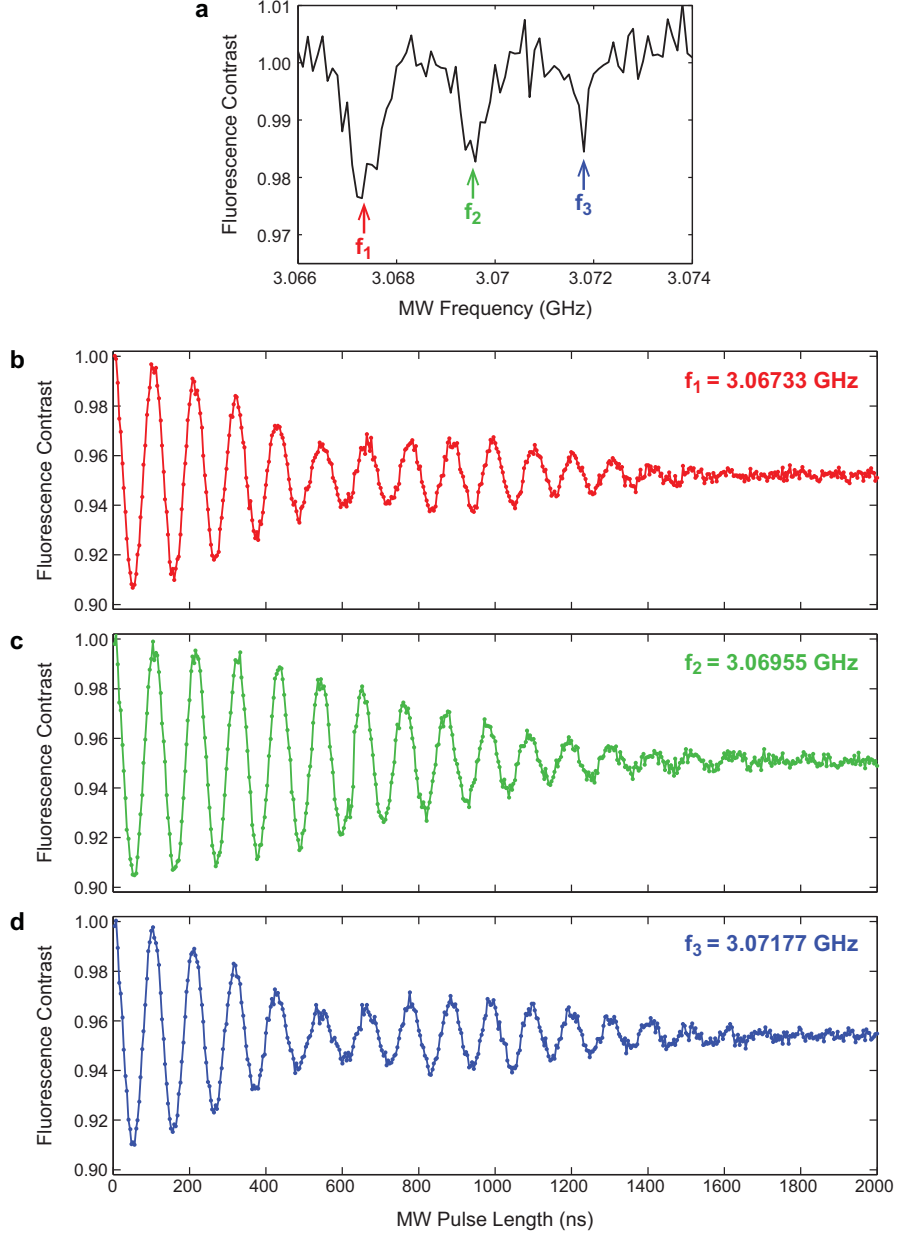 a
1.01
1.00
0.99
0.98
0.97
Fluorescence Contrast
f1
f2
f3
3.066 3.068 3.07 3.072 3.074
MW Frequency (GHz)
b
1.00
0.98
0.96
0.94
0.92
0.90
Fluorescence Contrast
f1 = 3.06733 GHz
c
1.00
0.98
0.96
0.94
0.92
0.90
Fluorescence Contrast
f2 = 3.06955 GHz
d
1.00
0.98
0.96
0.94
0.92
0.90
Fluorescence Contrast
f3 = 3.07177 GHz
0 200 400 600 800 1000 1200 1400 1600 1800 2000
MW Pulse Length (ns)